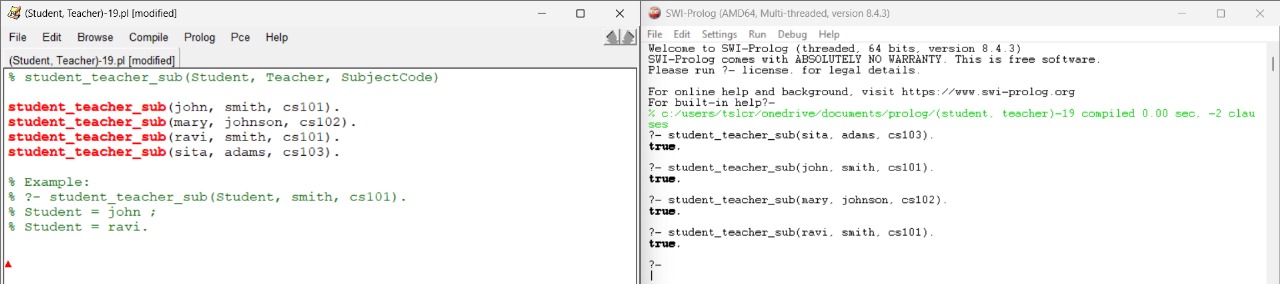 (Student, Teacher)-19.pl [modified]
File Edit Browse Compile Prolog Pce Help
(Student, Teacher)-19.pl [modified]
% student_teacher_sub(Student, Teacher, SubjectCode)
student_teacher_sub(john, smith, cs101).
student_teacher_sub(mary, johnson, cs102).
student_teacher_sub(ravi, smith, cs101).
student_teacher_sub(sita, adams, cs103).
% Example:
% ?- student_teacher_sub(Student, smith, cs101).
% Student = john ;
% Student = ravi.
SWI-Prolog (AMD64, Multi-threaded, version 8.4.3)
File Edit Settings Run Debug Help
Welcome to SWI-Prolog (threaded, 64 bits, version 8.4.3)
SWI-Prolog comes with ABSOLUTELY NO WARRANTY. This is free software.
Please run ?- license. for legal details.
For online help and background, visit https://www.swi-prolog.org
For built-in help?-
% c:/users/tslcr/onedrive/documents/prolog/(student, teacher)-19 compiled 0.00 sec, -2 clau
ses
?- student_teacher_sub(sita, adams, cs103).
true.
?- student_teacher_sub(john, smith, cs101).
true.
?- student_teacher_sub(mary, johnson, cs102).
true.
?- student_teacher_sub(ravi, smith, cs101).
true.
?-